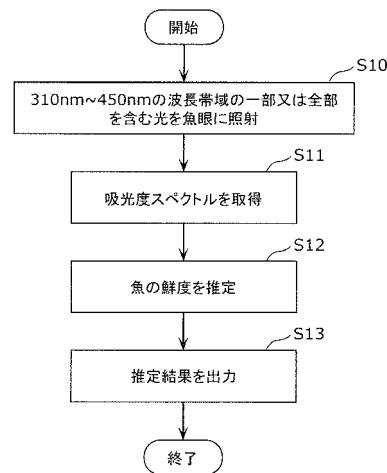 開始
S10
310nm~450nmの波長帯域の一部又は全部
を含む光を魚眼に照射
S11
吸光度スペクトルを取得
S12
魚の鮮度を推定
S13
推定結果を出力
終了